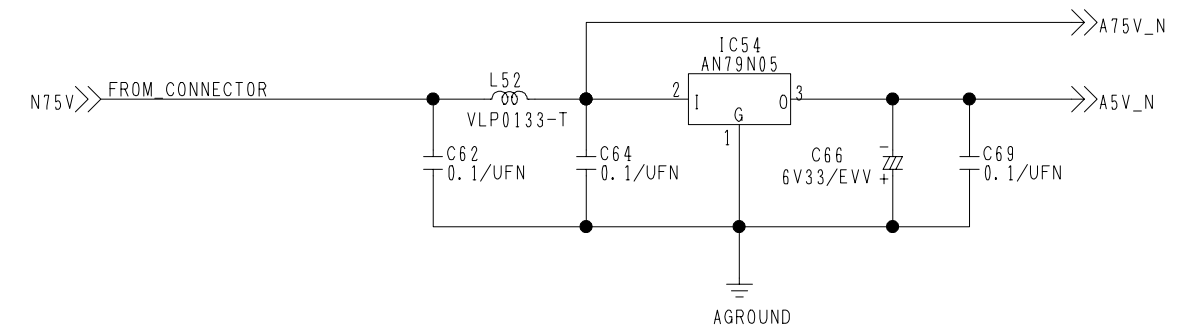 A75V_N
IC54
AN79N05
N75V
FROM_CONNECTOR
L52
VLP0133-T
2
I
O
3
G
1
A5V_N
C62
0.1/UFN
C64
0.1/UFN
C66
6V33/EVV
-
+
C69
0.1/UFN
AGROUND